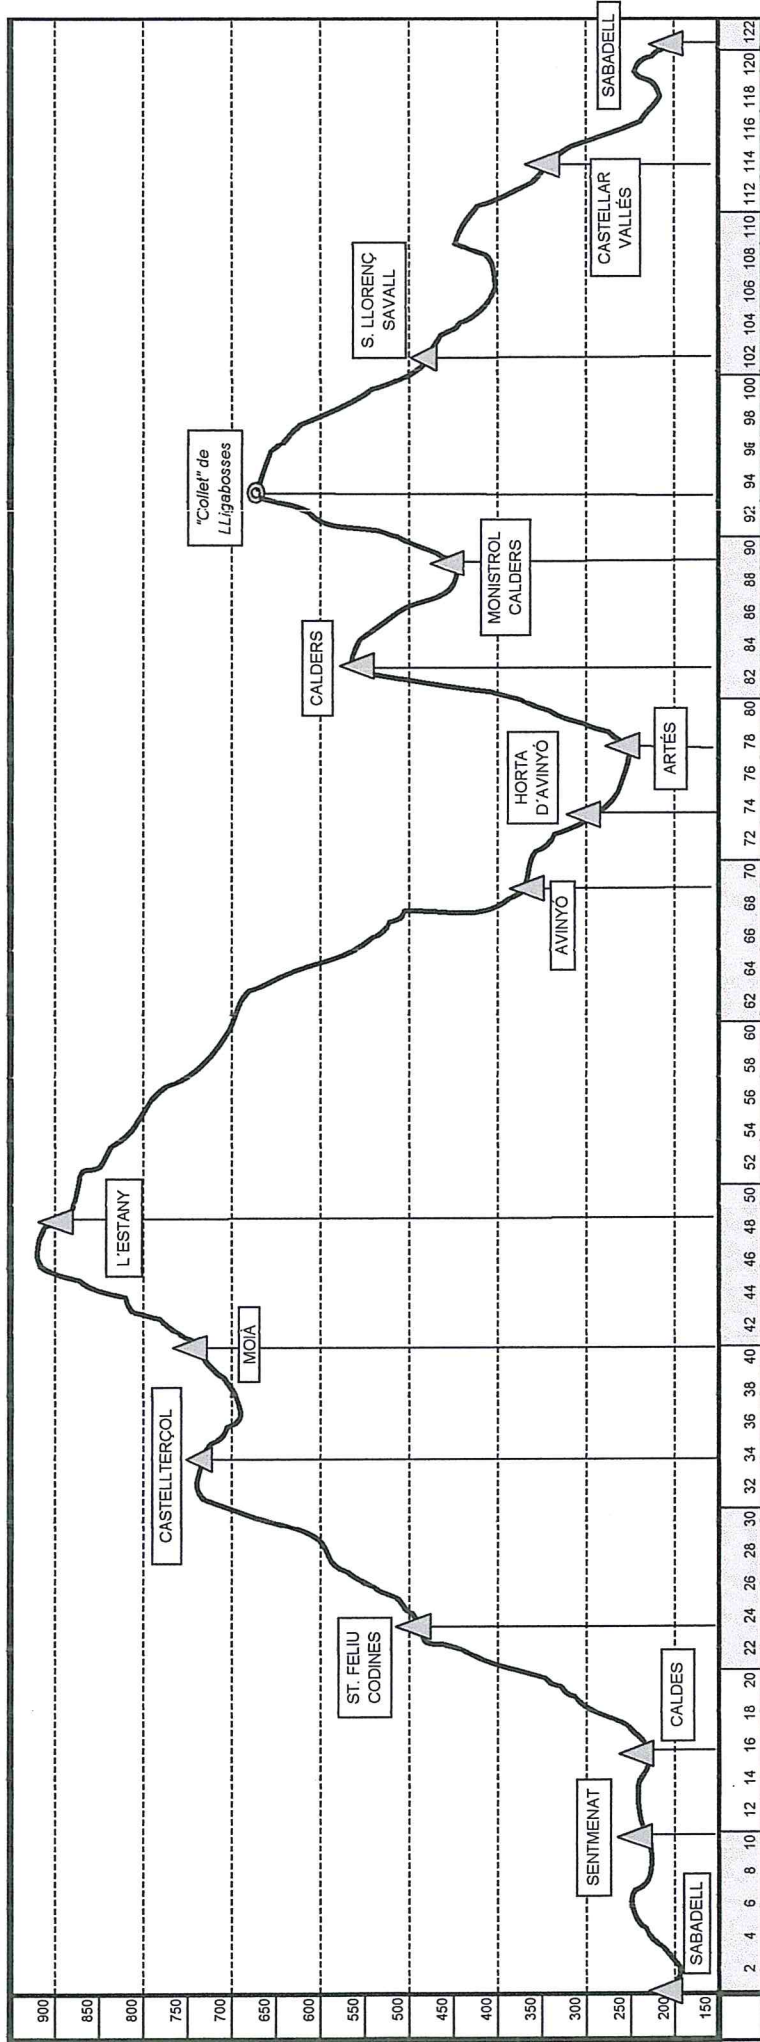 900
850
800
750
700
650
600
550
500
450
400
350
300
250
200
150
SABADELL
SENTMENAT
CALDES
ST. FELIU
CODINES
CASTELLTERÇOL
MOIÀ
L'ESTANY
AVINYÓ
HORTA
D'AVINYÓ
ARTÉS
CALDERS
MONISTROL
CALDERS
"Collet" de
LLigabosses
S. LLORENÇ
SAVALL
CASTELLAR
VALLÉS
SABADELL
2 4 6 8 10 12 14 16 18 20 22 24 26 28 30 32 34 36 38 40 42 44 46 48 50 52 54 56 58 60 62 64 66 68 70 72 74 76 78 80 82 84 86 88 90 92 94 96 98 100 102 104 106 108 110 112 114 116 118 120 122